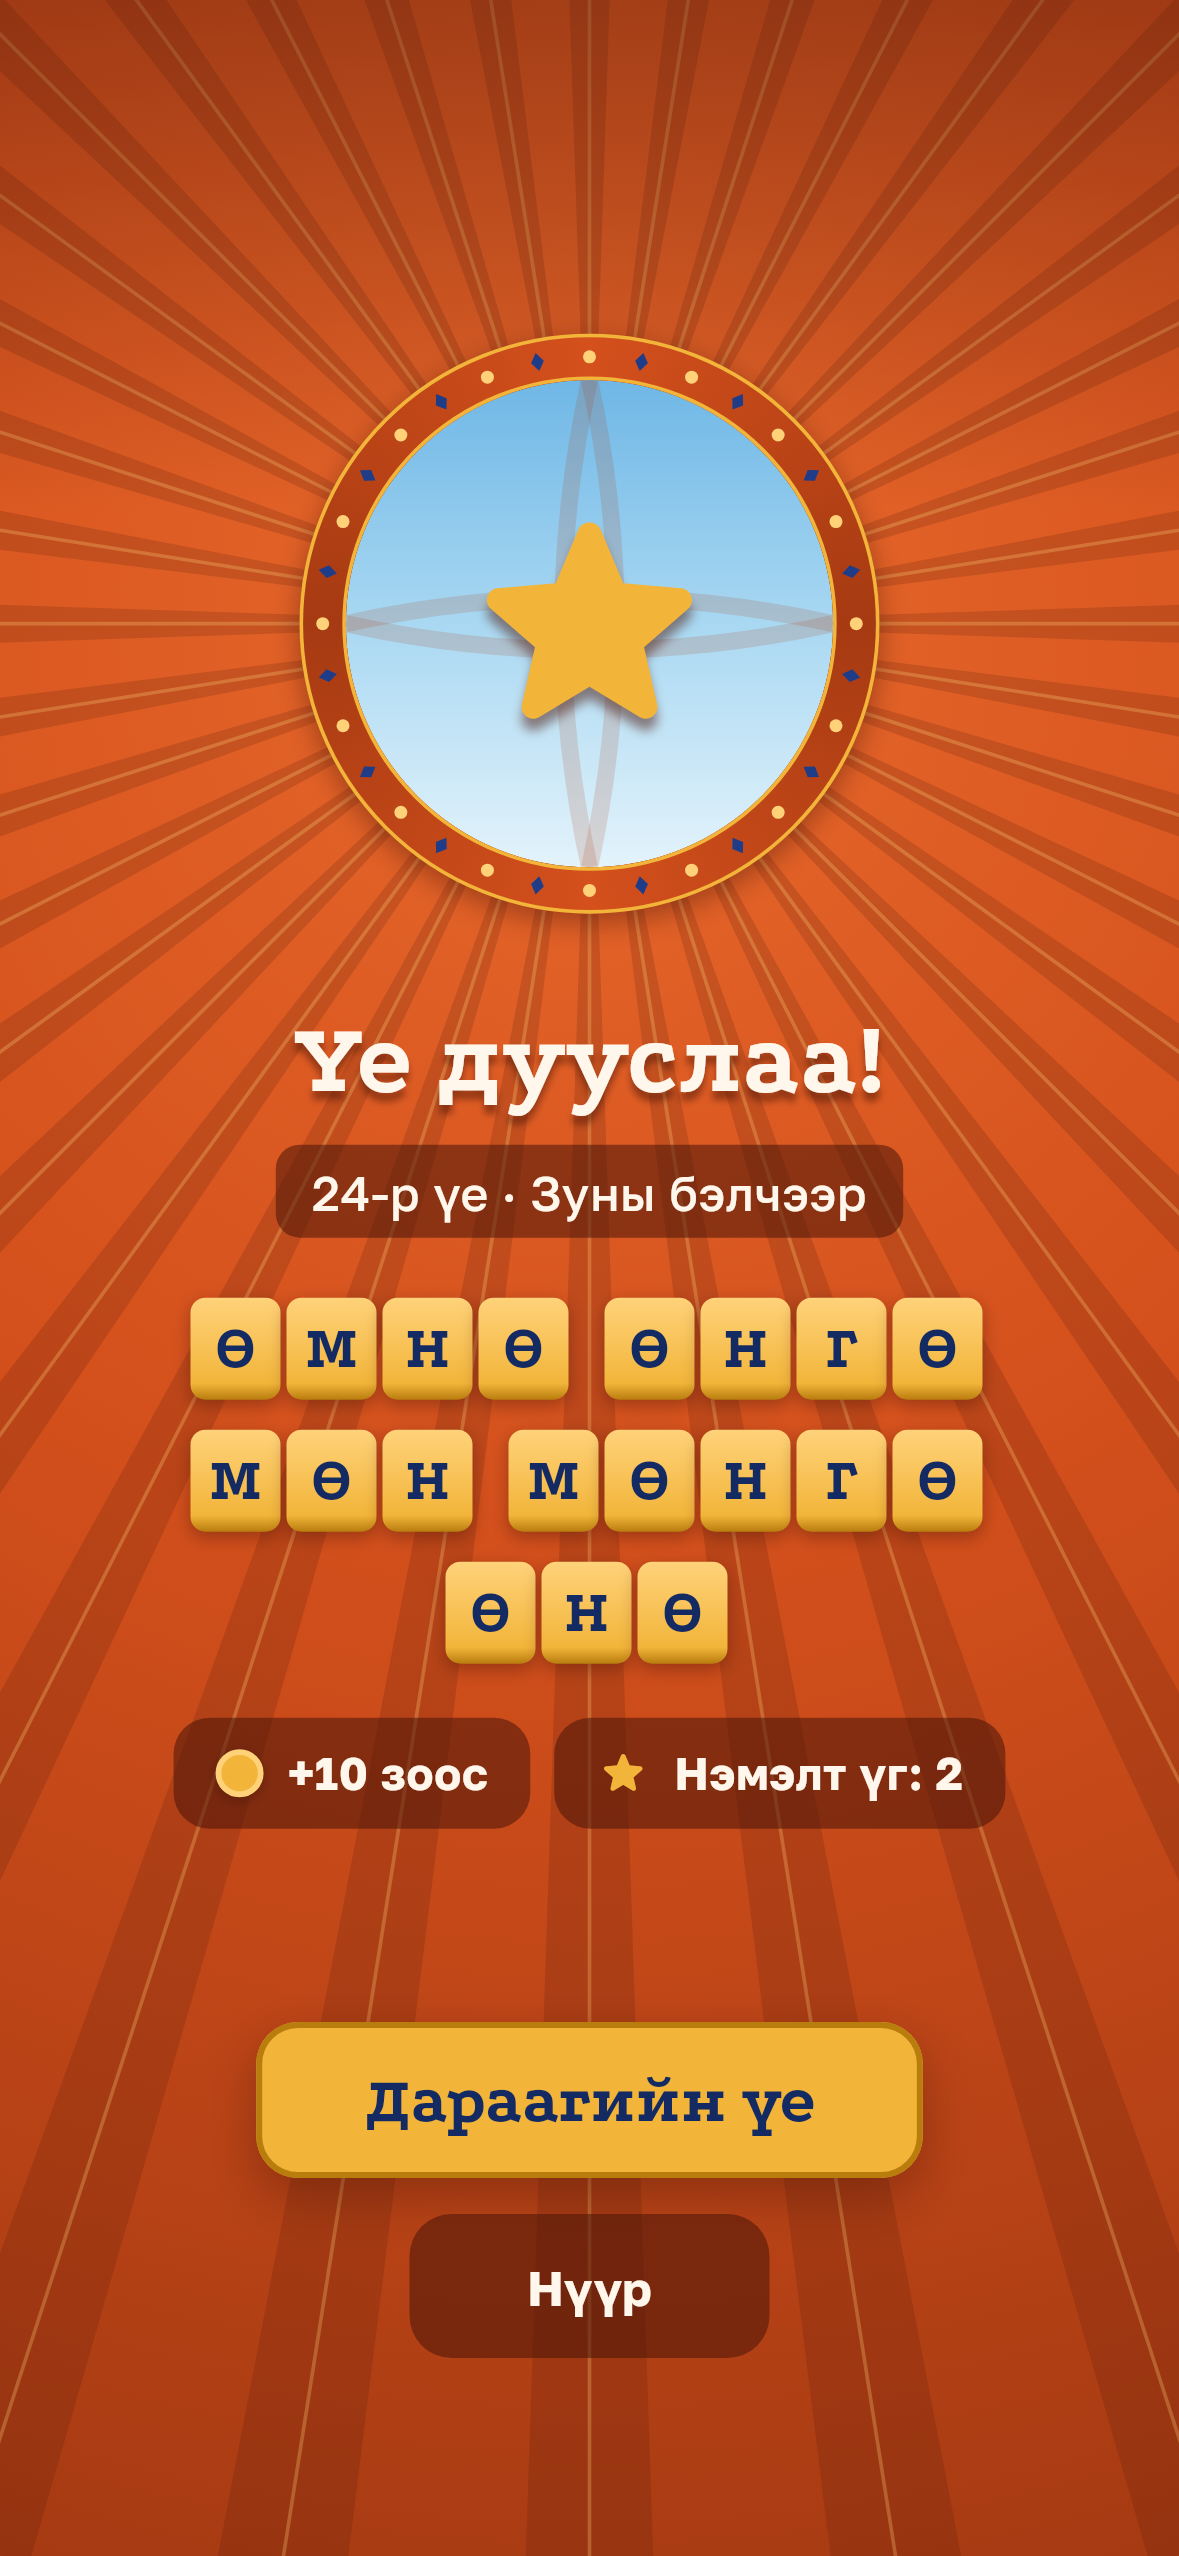 Үе дууслаа!
24-р үе · Зуны бэлчээр
өмнө өнгө
мөн мөнгө
өнө
+10 зоос Нэмэлт үг: 2
Дараагийн үе
Нүүр